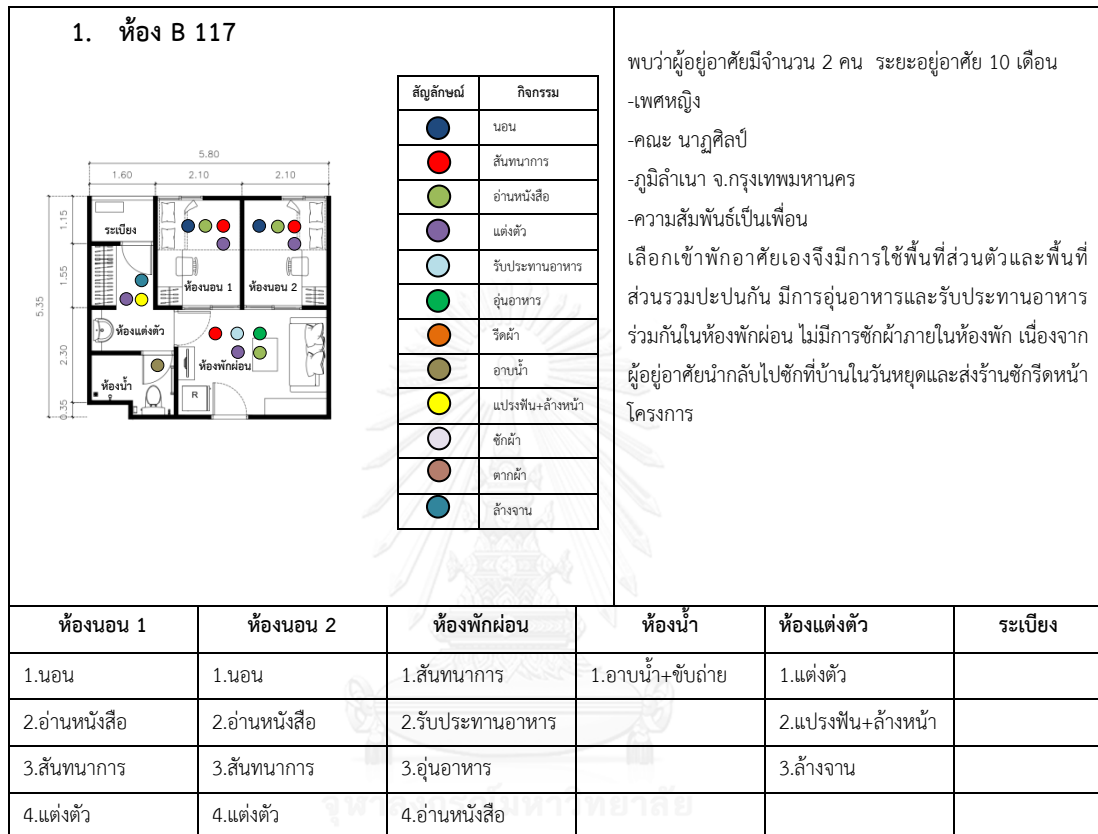 1. ห้อง B 117
สัญลักษณ์ กิจกรรม
นอน
สันทนาการ
อ่านหนังสือ
แต่งตัว
รับประทานอาหาร
อุ่นอาหาร
รีดผ้า
อาบน้ำ
แปรงฟัน+ล้างหน้า
ซักผ้า
ตากผ้า
ล้างจาน
5.80
1.60 2.10 2.10
1.15
1.55
5.35
2.30
0.35
ระเบียง
ห้องนอน 1 ห้องนอน 2
ห้องแต่งตัว
ห้องพักผ่อน
ห้องน้ำ
R
พบว่าผู้อยู่อาศัยมีจำนวน 2 คน ระยะอยู่อาศัย 10 เดือน
-เพศหญิง
-คณะ นาฏศิลป์
-ภูมิลำเนา จ.กรุงเทพมหานคร
-ความสัมพันธ์เป็นเพื่อน
เลือกเข้าพักอาศัยเองจึงมีการใช้พื้นที่ส่วนตัวและพื้นที่
ส่วนรวมปะปนกัน มีการอุ่นอาหารและรับประทานอาหาร
ร่วมกันในห้องพักผ่อน ไม่มีการซักผ้าภายในห้องพัก เนื่องจาก
ผู้อยู่อาศัยนำกลับไปซักที่บ้านในวันหยุดและส่งร้านซักรีดหน้า
โครงการ
ห้องนอน 1 ห้องนอน 2 ห้องพักผ่อน ห้องน้ำ ห้องแต่งตัว ระเบียง
1.นอน 1.นอน 1.สันทนาการ 1.อาบน้ำ+ขับถ่าย 1.แต่งตัว
2.อ่านหนังสือ 2.อ่านหนังสือ 2.รับประทานอาหาร 2.แปรงฟัน+ล้างหน้า
3.สันทนาการ 3.สันทนาการ 3.อุ่นอาหาร 3.ล้างจาน
4.แต่งตัว 4.แต่งตัว 4.อ่านหนังสือ
จุฬาลงกรณ์มหาวิทยาลัย